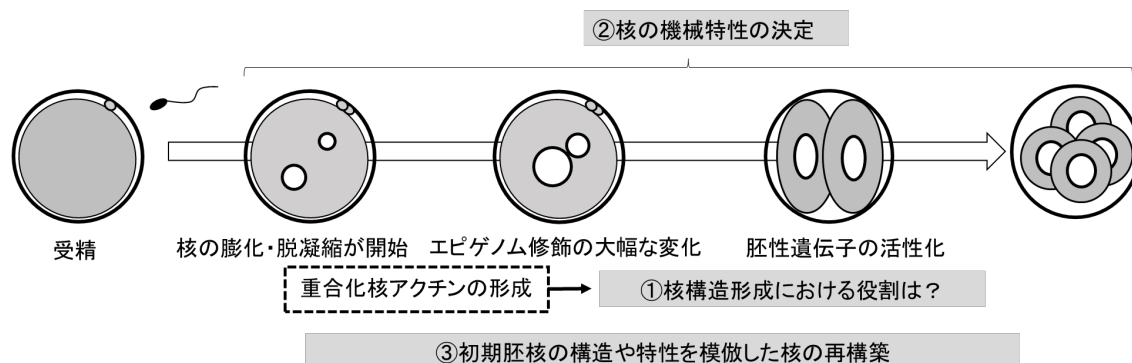 ②核の機械特性の決定
受精
核の膨化・脱凝縮が開始
エピゲノム修飾の大幅な変化
胚性遺伝子の活性化
重合化核アクチンの形成
①核構造形成における役割は？
③初期胚核の構造や特性を模倣した核の再構築